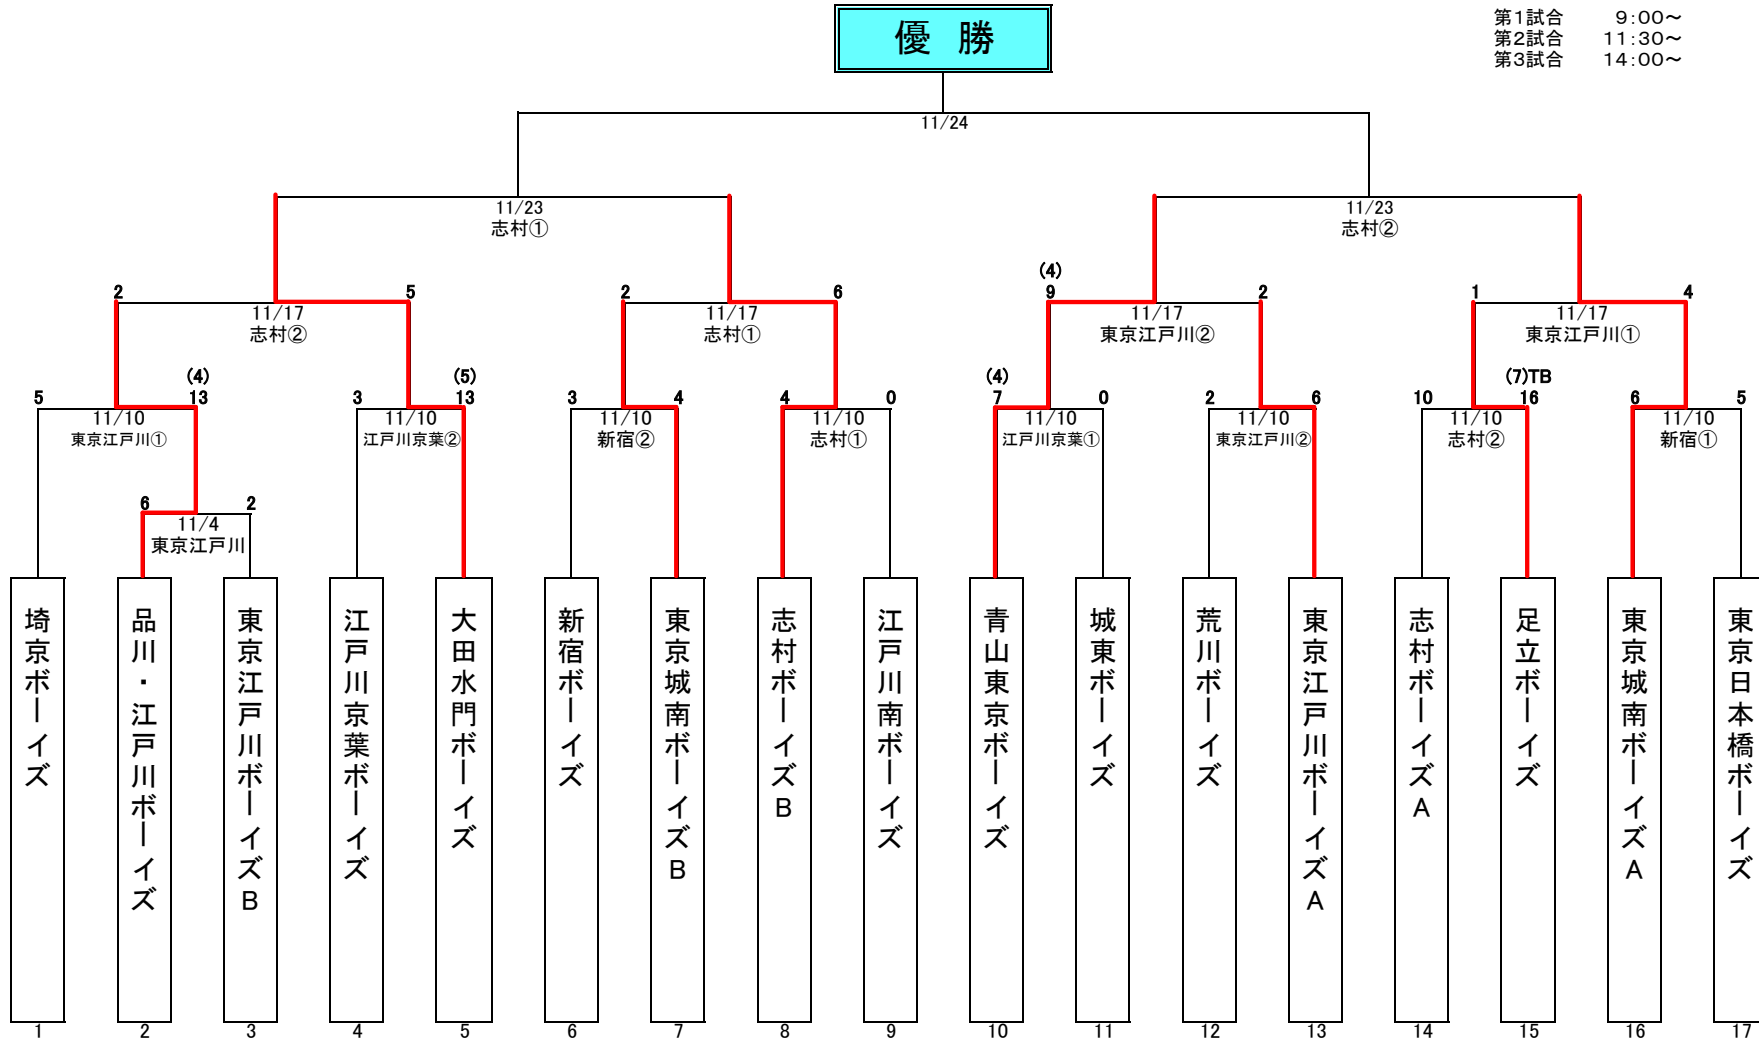 優 勝
第1試合 9:00～
第2試合 11:30～
第3試合 14:00～
11/24
11/23
志村①
11/23
志村②
(4)
2 5 2 6 9 2 1 4
11/17 11/17 11/17 11/17
志村② 志村① 東京江戸川② 東京江戸川①
(4) (5) (4) (7)TB
5 13 3 13 3 4 4 0 7 0 2 6 10 16 6 5
11/10 11/10 11/10 11/10 11/10 11/10 11/10 11/10
東京江戸川① 江戸川京葉② 新宿② 志村① 江戸川京葉① 東京江戸川② 志村② 新宿①
6 2
11/4
東京江戸川
埼京ボーイズ
品川・江戸川ボーイズ
東京江戸川ボーイズB
江戸川京葉ボーイズ
大田水門ボーイズ
新宿ボーイズ
東京城南ボーイズB
志村ボーイズB
江戸川南ボーイズ
青山東京ボーイズ
城東ボーイズ
荒川ボーイズ
東京江戸川ボーイズA
志村ボーイズA
足立ボーイズ
東京城南ボーイズA
東京日本橋ボーイズ
1 2 3 4 5 6 7 8 9 10 11 12 13 14 15 16 17